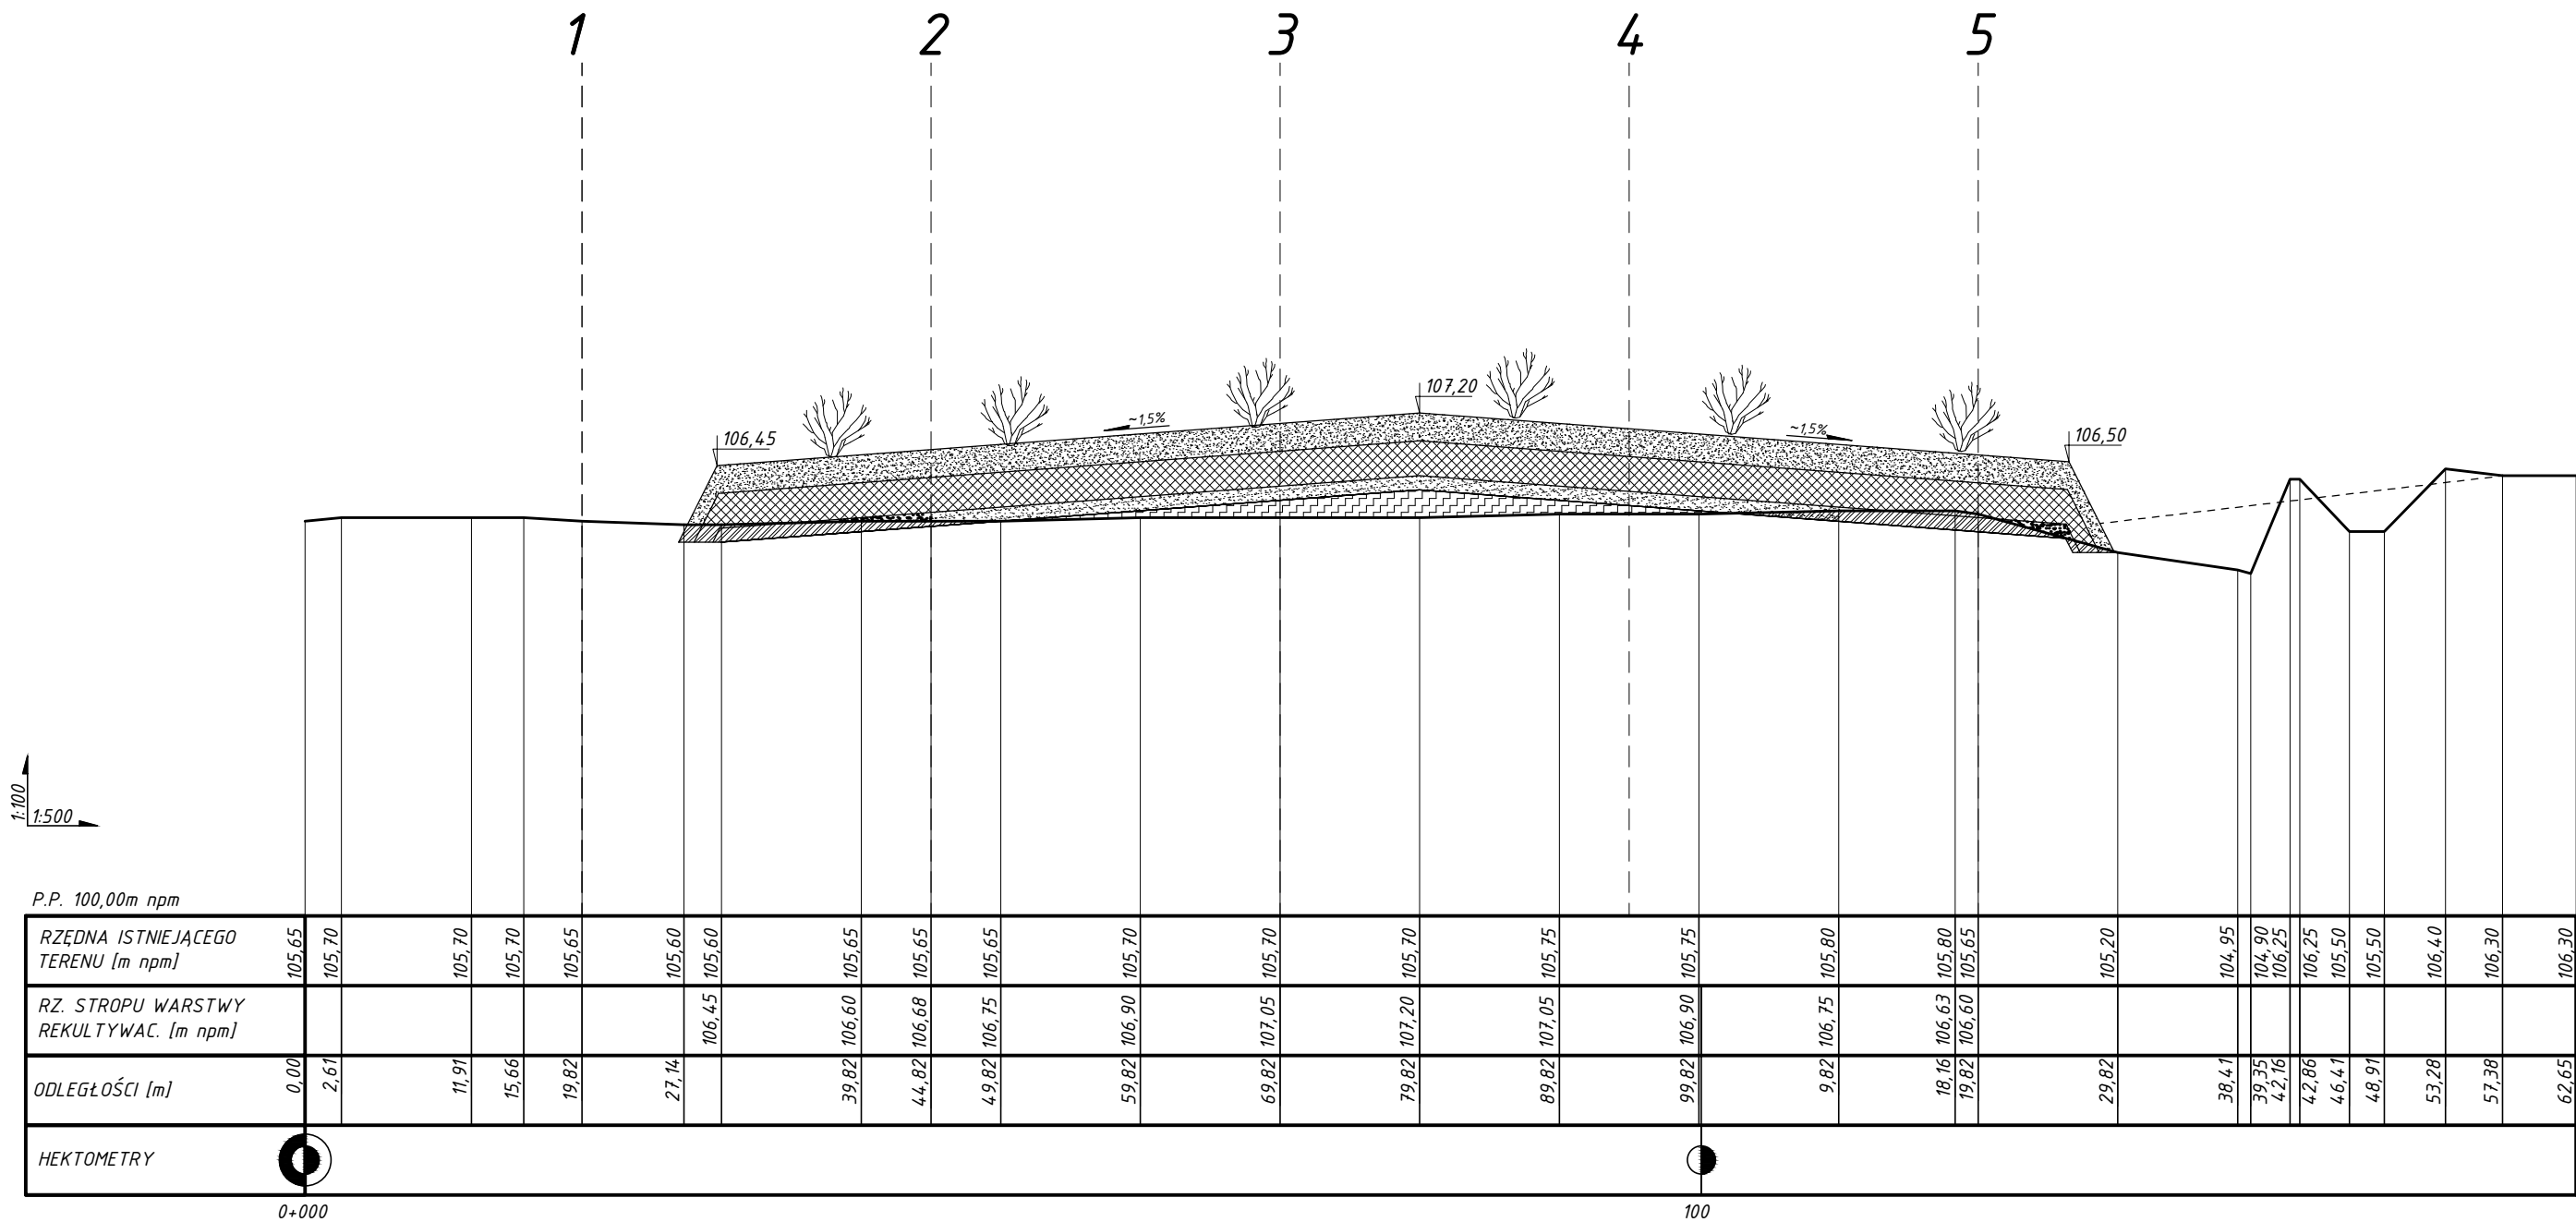 1 2 3 4 5
107,20
~1,5%
~1,5%
106,45
106,50
1:100
1:500
P.P. 100,00m npm
RZĘDNA ISTNIEJĄCEGO
TERENU [m npm]
105,65 105,70 105,70 105,70 105,65 105,60 105,60 105,65 105,65 105,65 105,70 105,70 105,70 105,75 105,75 105,80 105,80 105,65 105,20 104,95 104,90 106,25 106,25 105,50 105,50 106,40 106,30 106,30
RZ. STROPU WARSTWY
REKULTYWAC. [m npm]
106,45 106,60 106,68 106,75 106,90 107,05 107,20 107,05 106,90 106,75 106,63 106,60
ODLEGŁOŚCI [m]
0,00 2,61 11,91 15,66 19,82 27,14 39,82 44,82 49,82 59,82 69,82 79,82 89,82 99,82 9,82 18,16 19,82 29,82 38,41 39,35 42,16 42,86 46,41 48,91 53,28 57,38 62,65
HEKTOMETRY
0+000 100